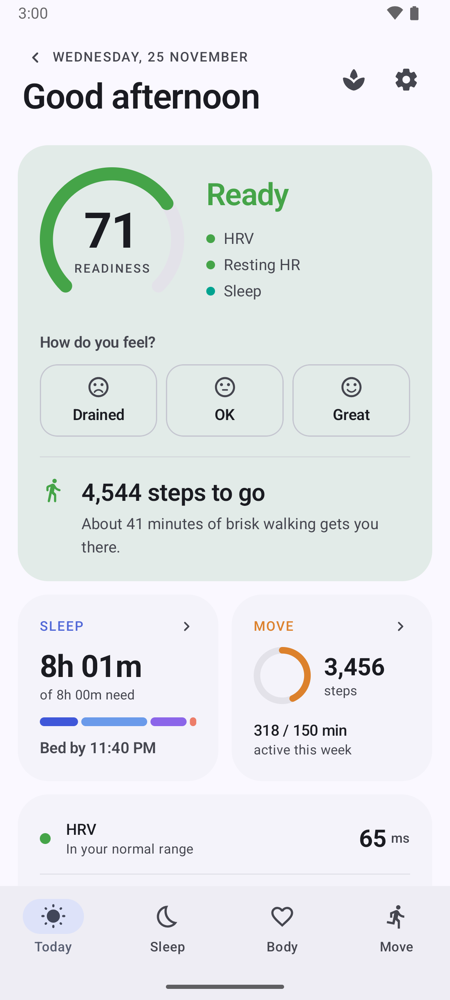 3:00
WEDNESDAY, 25 NOVEMBER
Good afternoon
71
READINESS
Ready
HRV
Resting HR
Sleep
How do you feel?
Drained
OK
Great
4,544 steps to go
About 41 minutes of brisk walking gets you
there.
SLEEP
8h 01m
of 8h 00m need
Bed by 11:40 PM
MOVE
3,456
steps
318 / 150 min
active this week
HRV
In your normal range
65 ms
Today
Sleep
Body
Move